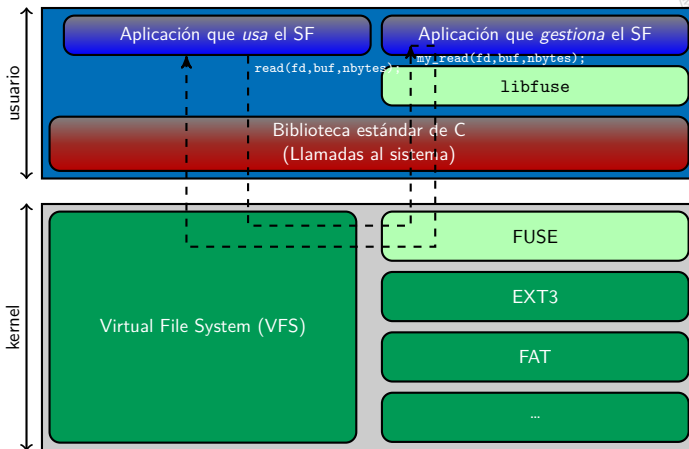 Aplicación que usa el SF
Aplicación que gestiona el SF
read(fd,buf,nbytes);
my_read(fd,buf,nbytes);
libfuse
Biblioteca estándar de C
(Llamadas al sistema)
usuario
FUSE
EXT3
Virtual File System (VFS)
FAT
...
kernel